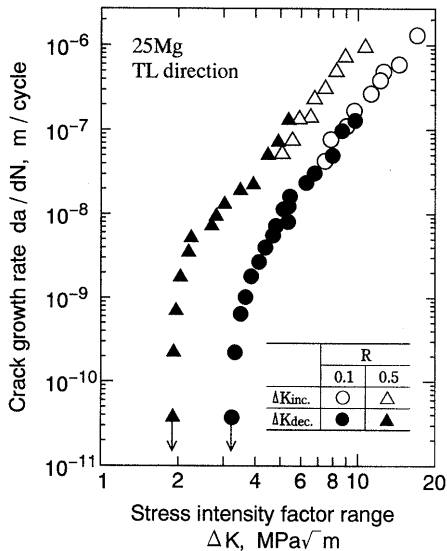 25Mg
TL direction
Crack growth rate da/dN, m/cycle
10⁻⁶
10⁻⁷
10⁻⁸
10⁻⁹
10⁻¹⁰
10⁻¹¹
R
0.1 0.5
ΔKinc. ○ △
ΔKdec. ● ▲
1 2 4 6 8 10 20
Stress intensity factor range
ΔK, MPa√m